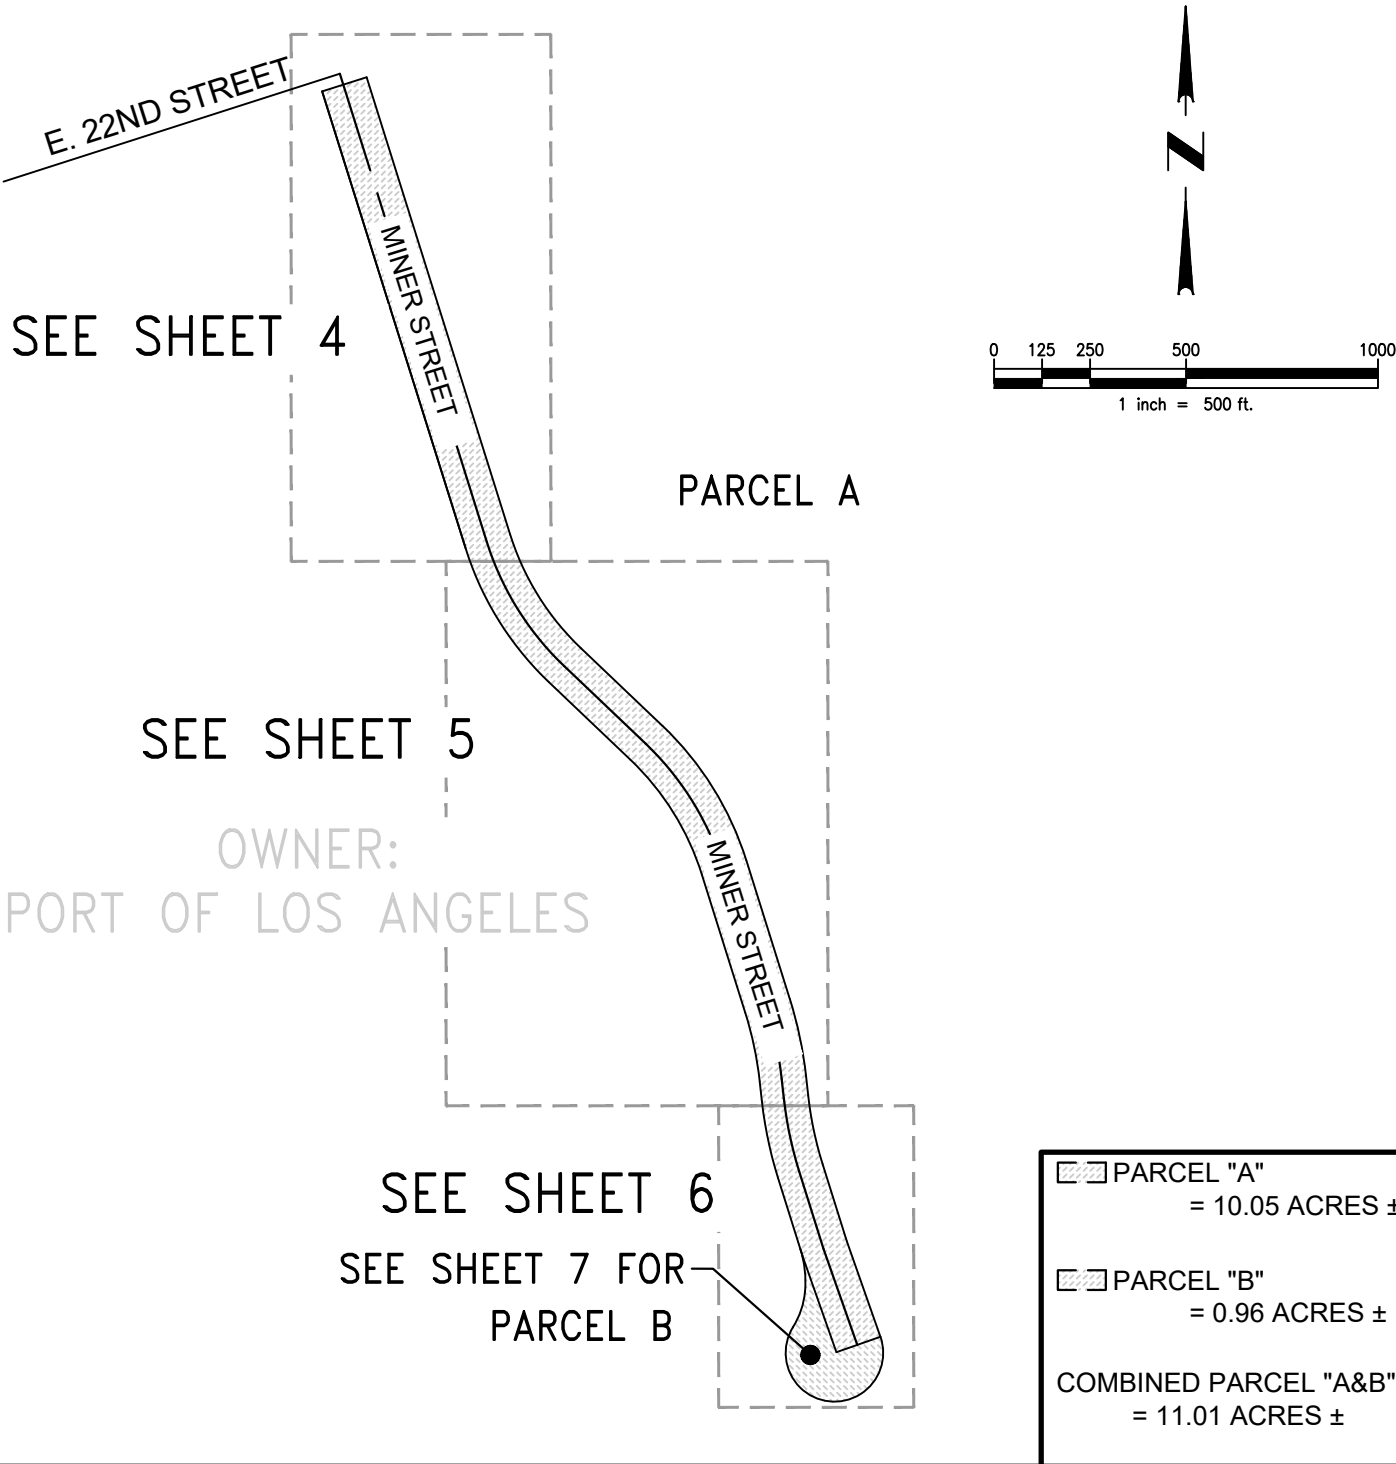 E. 22ND STREET
N
MINER STREET
SEE SHEET 4
0 125 250 500 1000
1 inch = 500 ft.
PARCEL A
SEE SHEET 5
OWNER:
PORT OF LOS ANGELES
MINER STREET
SEE SHEET 6
SEE SHEET 7 FOR
PARCEL B
PARCEL "A"
= 10.05 ACRES ±
PARCEL "B"
= 0.96 ACRES ±
COMBINED PARCEL "A&B"
= 11.01 ACRES ±